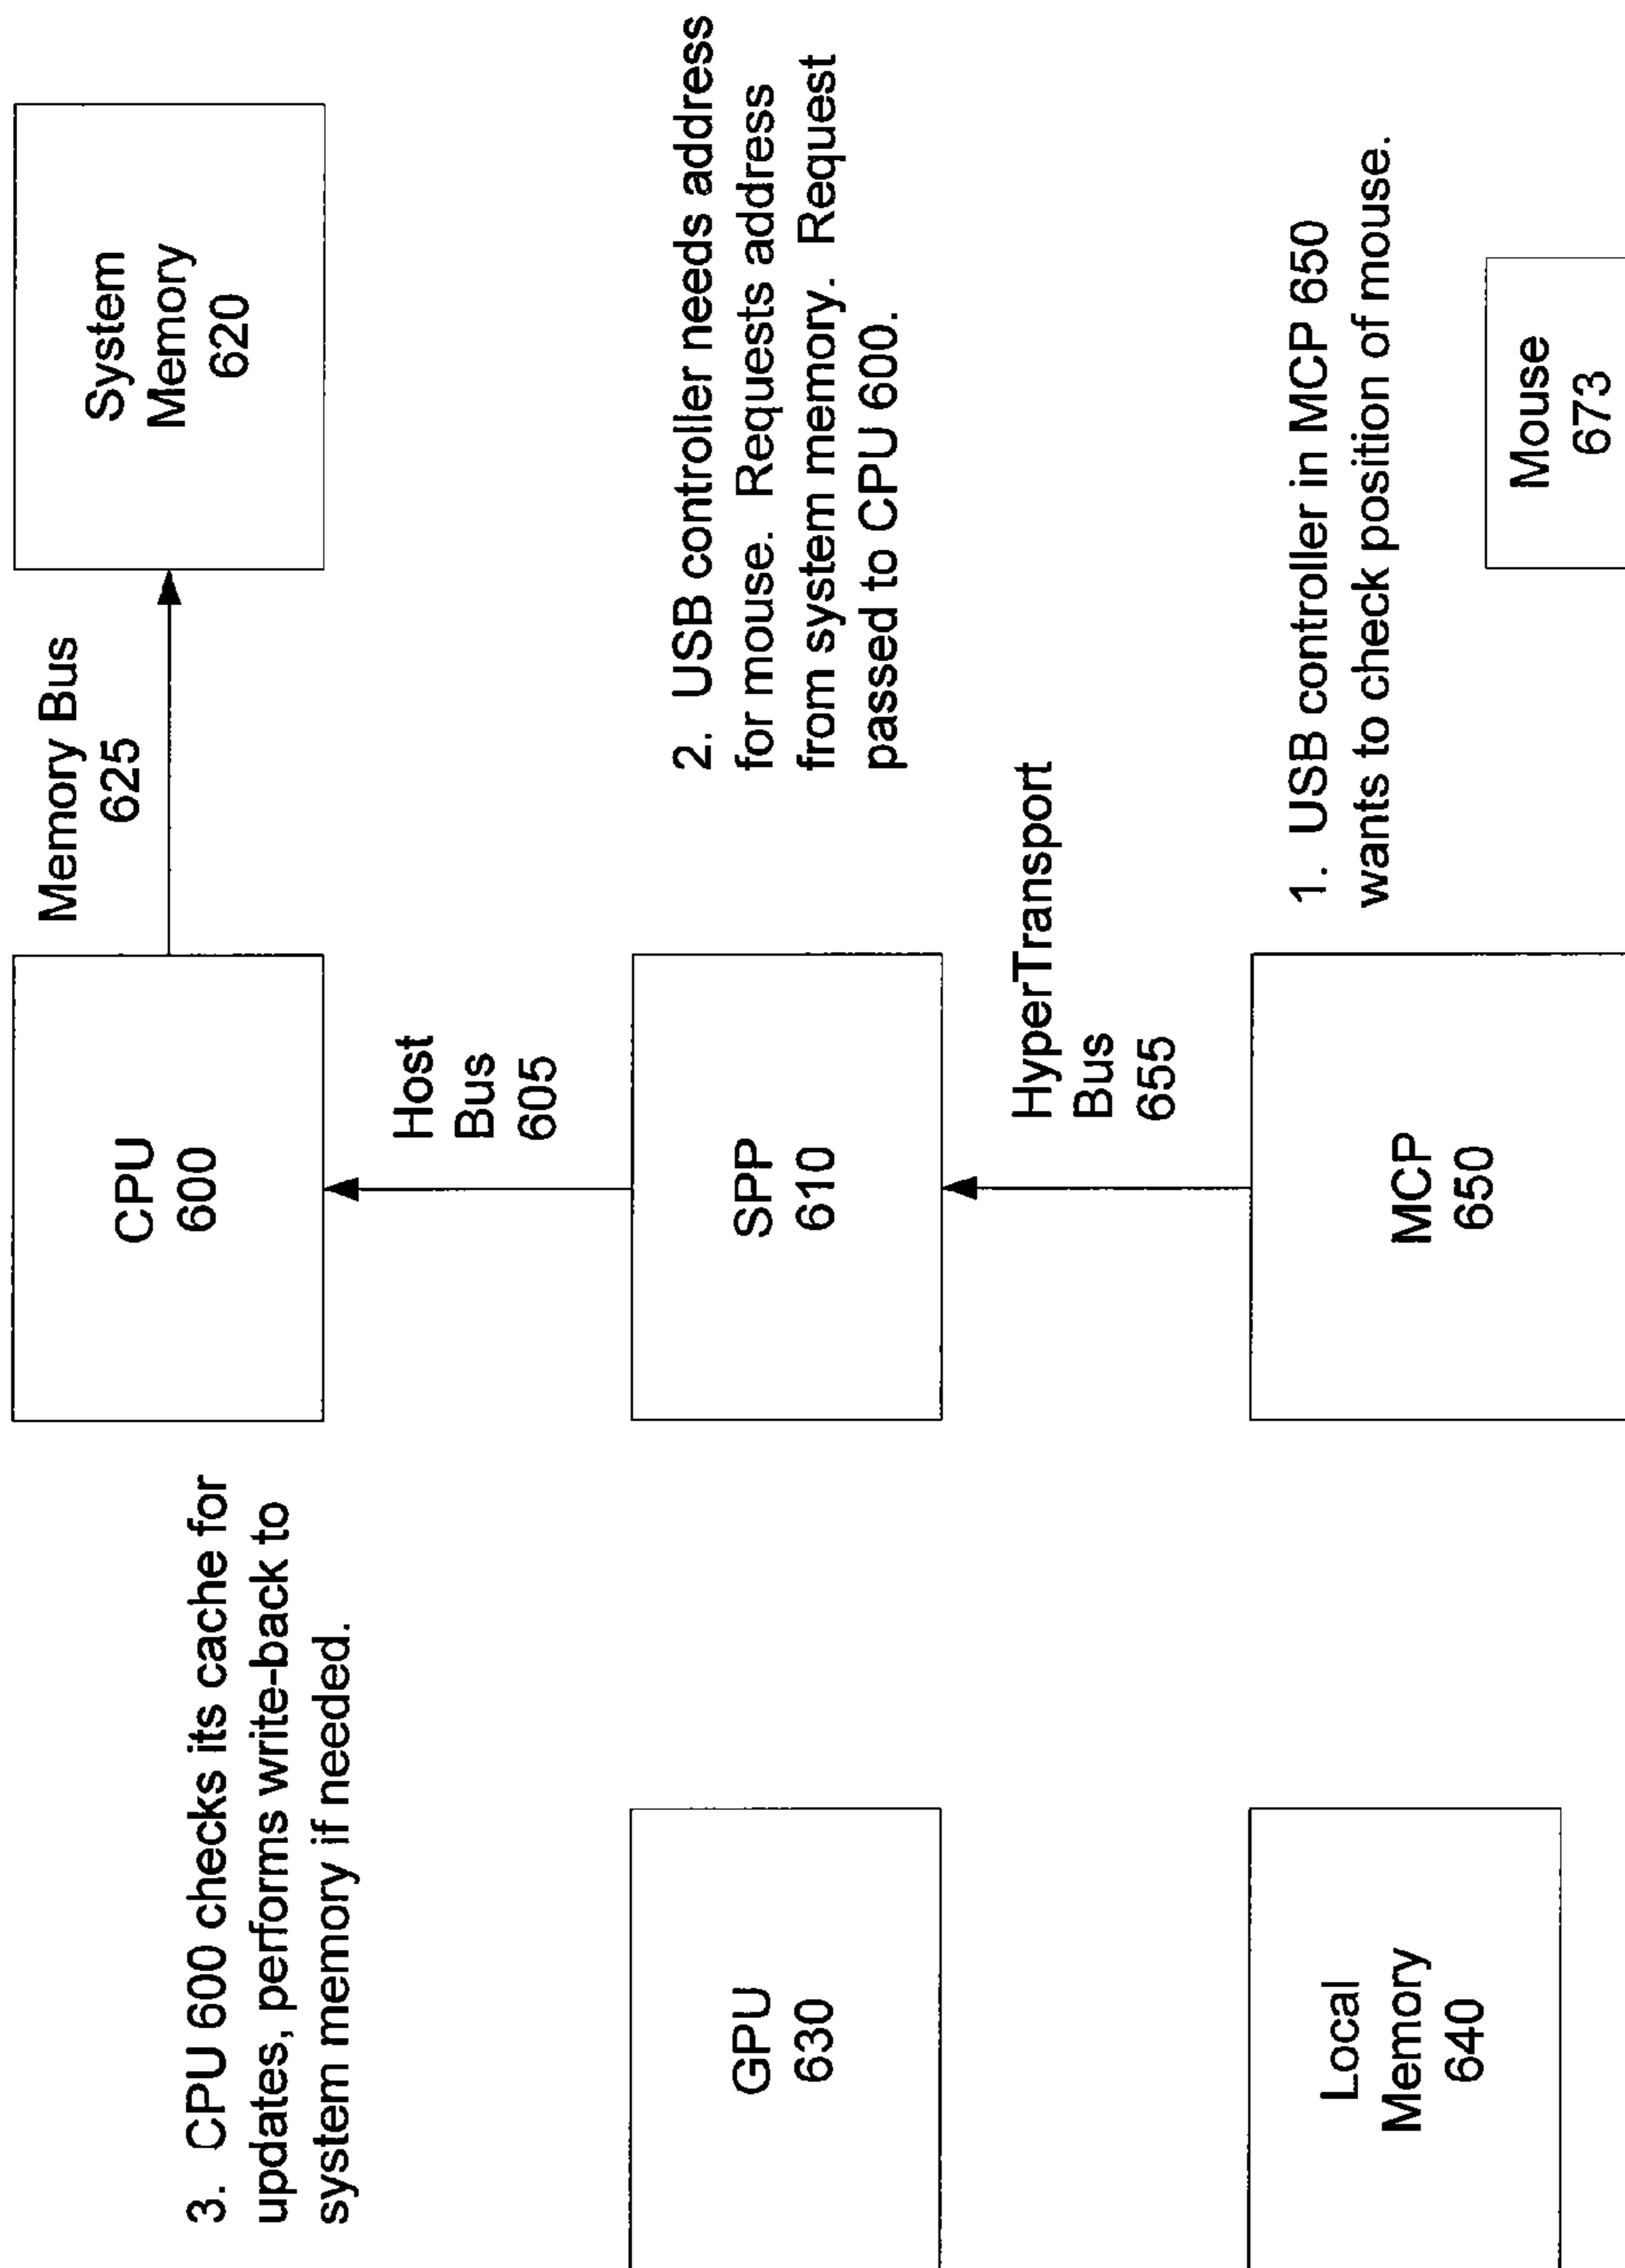 3. CPU 600 checks its cache for
updates, performs write-back to
system memory if needed.
CPU
600
Memory Bus
625
System
Memory
620
Host
Bus
605
2. USB controller needs address
for mouse. Requests address
from system memory. Request
passed to CPU 600.
GPU
630
SPP
610
HyperTransport
Bus
655
1. USB controller in MCP 650
wants to check position of mouse.
Local
Memory
640
MCP
650
Mouse
673